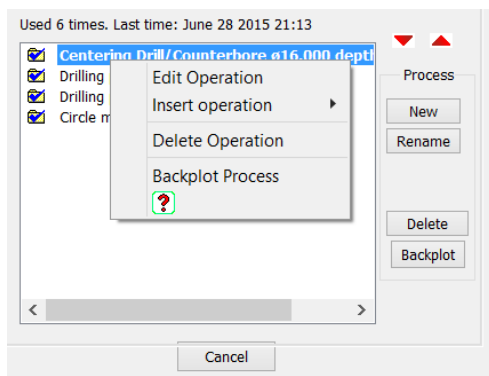 Used 6 times. Last time: June 28 2015 21:13
Centering Drill/Counterbore ø16.000 dept
Drilling
Drilling
Circle m
Edit Operation
Insert operation
Delete Operation
Backplot Process
?
Process
New
Rename
Delete
Backplot
Cancel